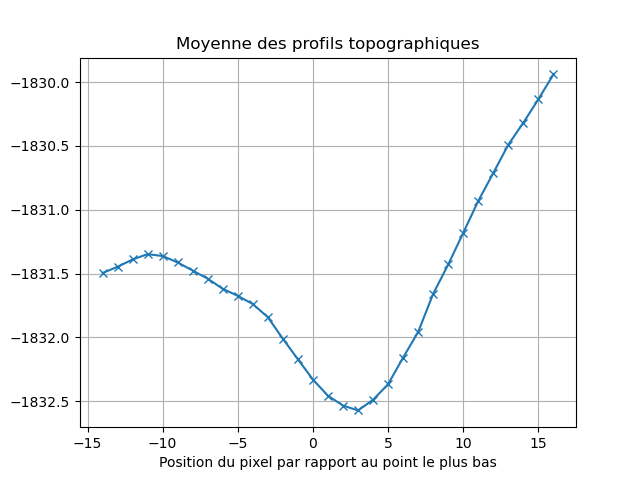 Moyenne des profils topographiques
−1830.0
−1830.5
−1831.0
−1831.5
−1832.0
−1832.5
−15 −10 −5 0 5 10 15
Position du pixel par rapport au point le plus bas